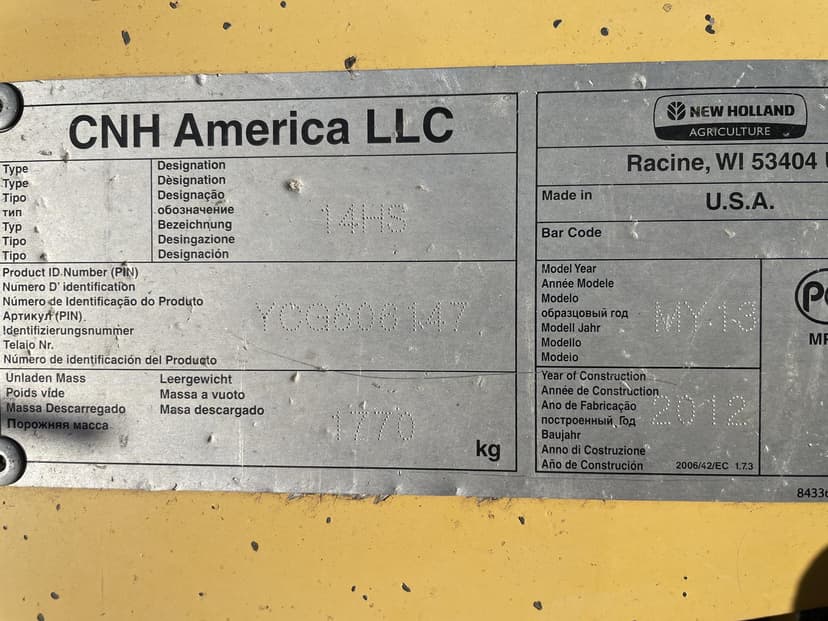 CNH America LLC
Type
Type
Tipo
тип
Typ
Tipo
Tipo
Designation
Dèsignation
Designação
обозначение
Bezeichnung
Desingazione
Designación
14HS
Product ID Number (PIN)
Numero D' identification
Número de Identificação do Produto
Артикул (PIN)
Identifizierungsnummer
Telaio Nr.
Número de identificación del Producto
YCG606147
Unladen Mass
Poids vide
Massa Descarregado
Порожняя масса
Leergewicht
Massa a vuoto
Masa descargado
1770
kg
NEW HOLLAND
AGRICULTURE
Racine, WI 53404
Made in
U.S.A.
Bar Code
Model Year
Année Modele
Modelo
образцовый год
Modell Jahr
Modello
Modeio
MY 13
Year of Construction
Année de Construction
Ano de Fabricação
построенный Год
Baujahr
Anno di Costruzione
Año de Construción
2012
2006/42/EC 1.7.3